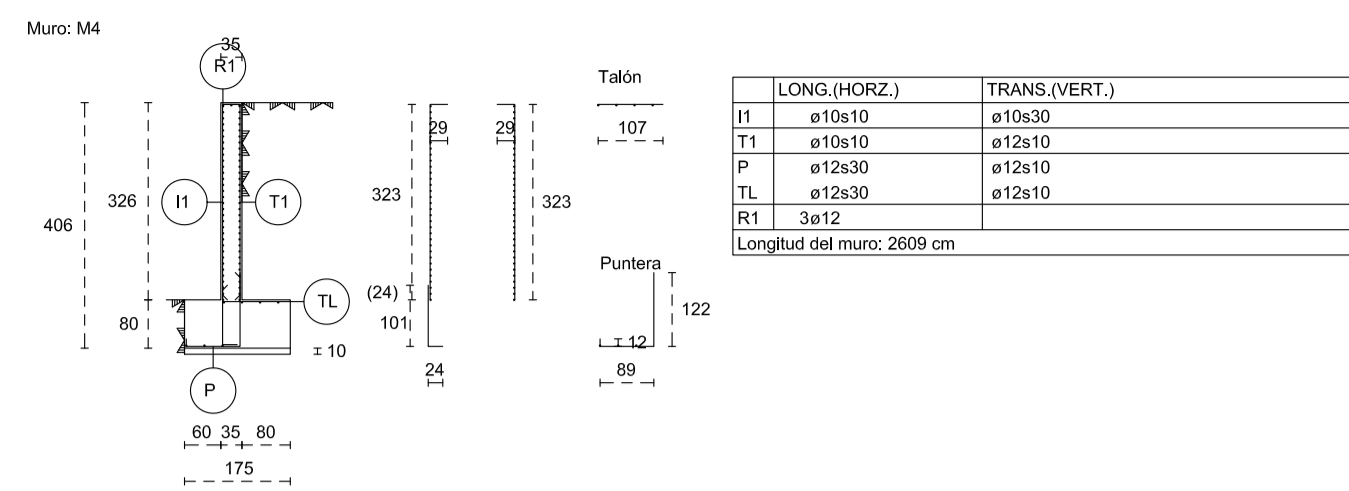 Muro: M4
35
R1
406
326
80
I1
T1
TL
P
10
60 35 80
175
29
29
323
323
(24)
101
24
Talón
107
Puntera
122
12
89
LONG.(HORZ.) TRANS.(VERT.)
I1 ø10s10 ø10s30
T1 ø10s10 ø12s10
P ø12s30 ø12s10
TL ø12s30 ø12s10
R1 3ø12
Longitud del muro: 2609 cm